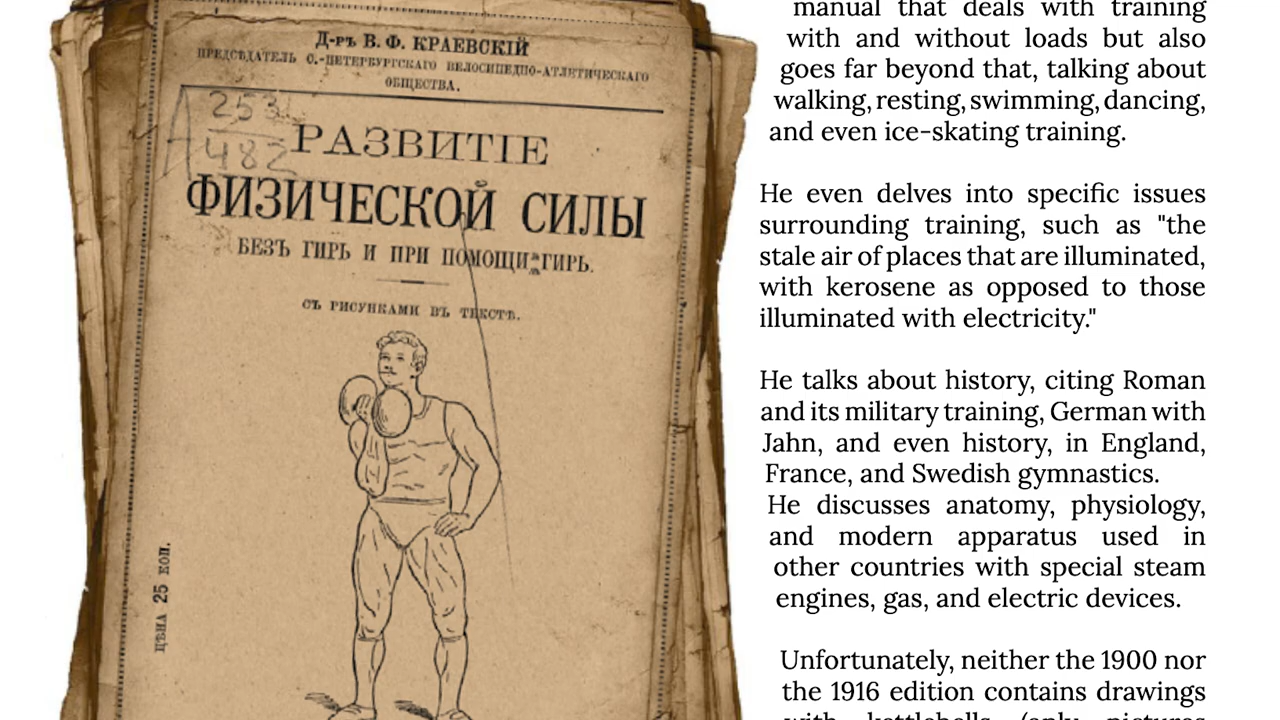 Д-ръ В. Ф. КРАЕВСКІЙ
ПРЕДСѢДАТЕЛЬ С.-ПЕТЕРБУРГСКАГО ВЕЛОСИПЕДНО-АТЛЕТИЧЕСКАГО
ОБЩЕСТВА.
А 253
482
РАЗВИТІЕ
ФИЗИЧЕСКОЙ СИЛЫ
БЕЗЪ ГИРЬ И ПРИ ПОМОЩИ ГИРЬ.
СЪ РИСУНКАМИ ВЪ ТЕКСТѢ.
ЦѢНА 25 КОП.
manual that deals with training
with and without loads but also
goes far beyond that, talking about
walking, resting, swimming, dancing,
and even ice-skating training.
He even delves into specific issues
surrounding training, such as "the
stale air of places that are illuminated,
with kerosene as opposed to those
illuminated with electricity."
He talks about history, citing Roman
and its military training, German with
Jahn, and even history, in England,
France, and Swedish gymnastics.
He discusses anatomy, physiology,
and modern apparatus used in
other countries with special steam
engines, gas, and electric devices.
Unfortunately, neither the 1900 nor
the 1916 edition contains drawings
with kettlebells (only pictures